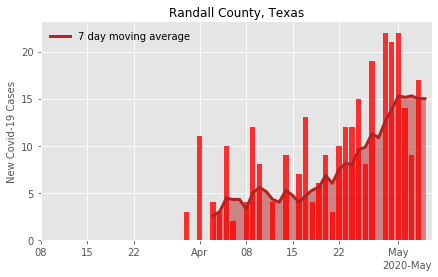 Randall County, Texas
7 day moving average
New Covid-19 Cases
20
15
10
5
0
08 15 22 Apr 08 15 22 May
2020-May